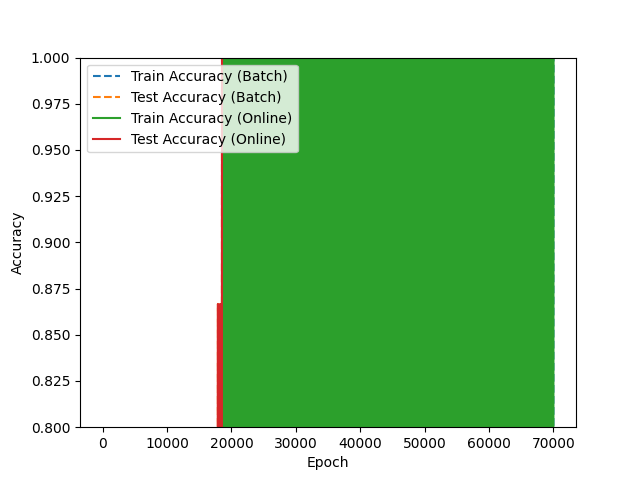 1.000
0.975
0.950
0.925
0.900
0.875
0.850
0.825
0.800
Accuracy
Train Accuracy (Batch)
Test Accuracy (Batch)
Train Accuracy (Online)
Test Accuracy (Online)
0 10000 20000 30000 40000 50000 60000 70000
Epoch